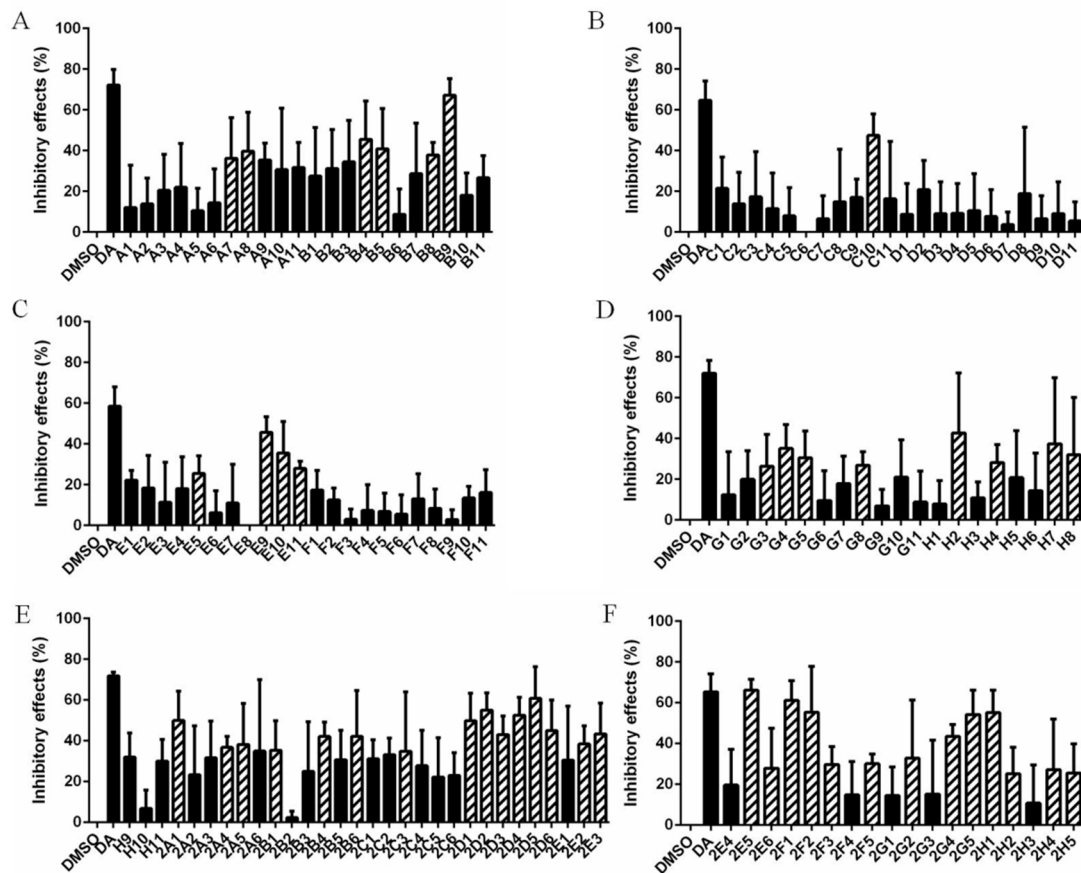 A
Inhibitory effects (%)
100
80
60
40
20
0
DMSO DA A1 A2 A3 A4 A5 A6 A7 A8 A9 A10 A11 B1 B2 B3 B4 B5 B6 B7 B8 B9 B10 B11
B
Inhibitory effects (%)
100
80
60
40
20
0
DMSO DA C1 C2 C3 C4 C5 C6 C7 C8 C9 C10 C11 D1 D2 D3 D4 D5 D6 D7 D8 D9 D10 D11
C
Inhibitory effects (%)
100
80
60
40
20
0
DMSO DA E1 E2 E3 E4 E5 E6 E7 E8 E9 E10 E11 F1 F2 F3 F4 F5 F6 F7 F8 F9 F10 F11
D
Inhibitory effects (%)
100
80
60
40
20
0
DMSO DA G1 G2 G3 G4 G5 G6 G7 G8 G9 G10 G11 H1 H2 H3 H4 H5 H6 H7 H8
E
Inhibitory effects (%)
100
80
60
40
20
0
DMSO DA H9 H10 H11 2A1 2A2 2A3 2A4 2A5 2A6 2B1 2B2 2B3 2B4 2B5 2B6 2C1 2C2 2C3 2C4 2C5 2C6 2D1 2D2 2D3 2D4 2D5 2D6 2E1 2E2 2E3
F
Inhibitory effects (%)
100
80
60
40
20
0
DMSO DA 2E4 2E5 2E6 2F1 2F2 2F3 2F4 2F5 2G1 2G2 2G3 2G4 2G5 2H1 2H2 2H3 2H4 2H5